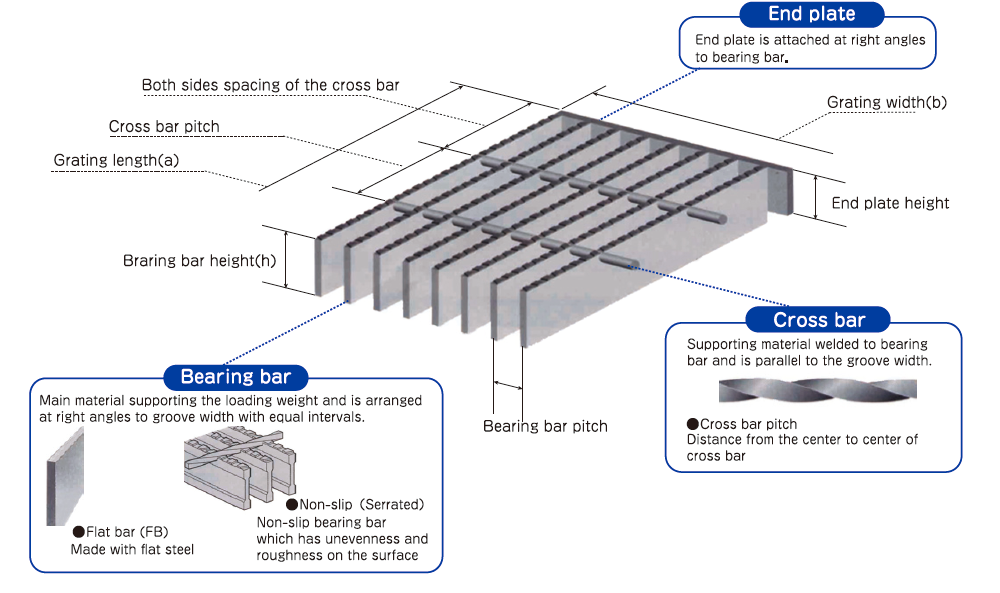 End plate
End plate is attached at right angles
to bearing bar.
Both sides spacing of the cross bar
Grating width(b)
Cross bar pitch
Grating length(a)
End plate height
Braring bar height(h)
Cross bar
Supporting material welded to bearing
bar and is parallel to the groove width.
●Cross bar pitch
Distance from the center to center of
cross bar
Bearing bar
Main material supporting the loading weight and is arranged
at right angles to groove width with equal intervals.
Bearing bar pitch
●Non-slip (Serrated)
Non-slip bearing bar
which has unevenness and
roughness on the surface
●Flat bar (FB)
Made with flat steel